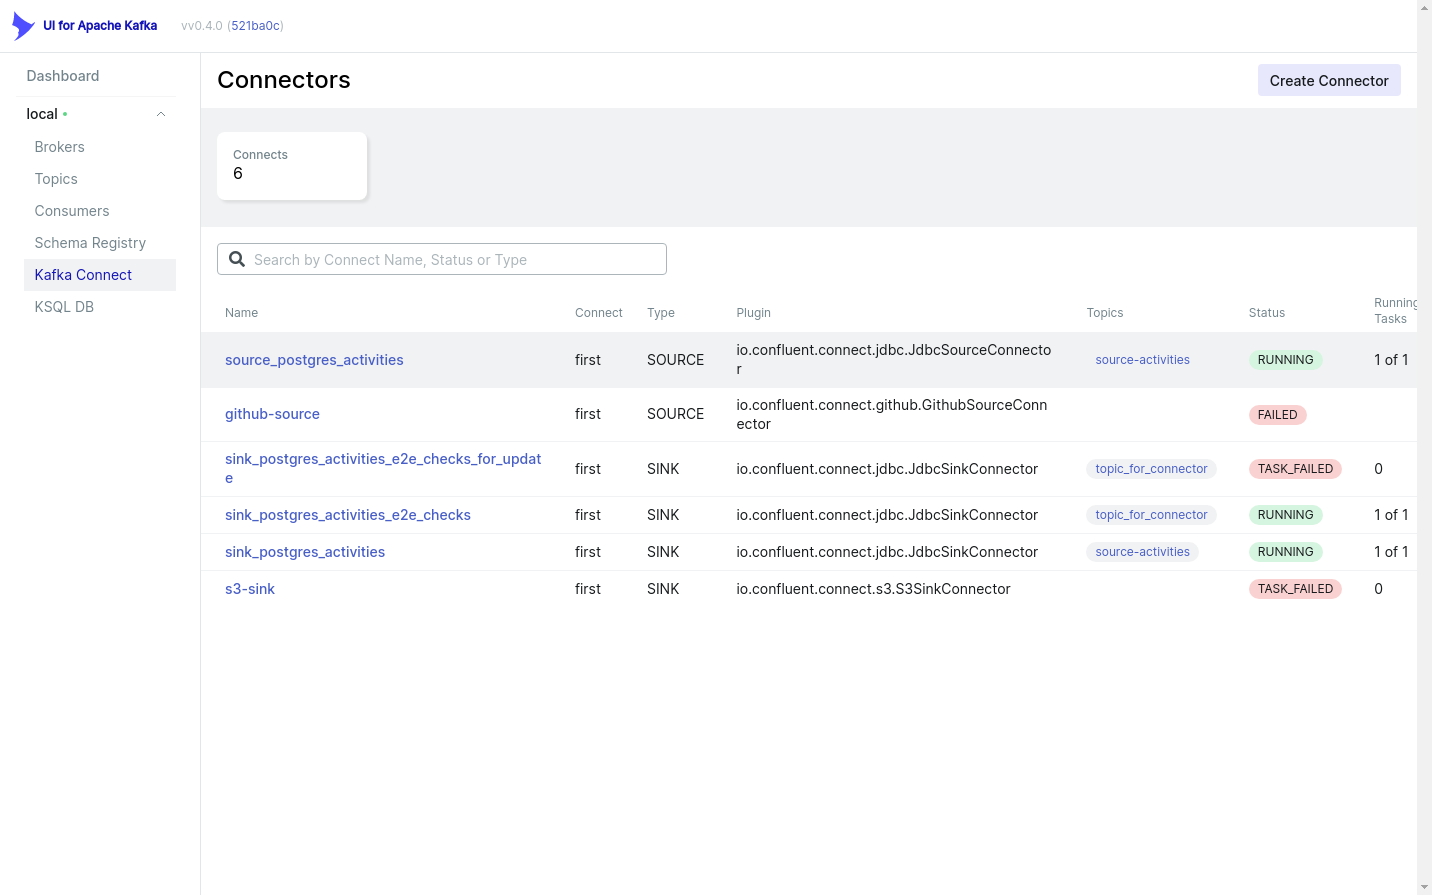 UI for Apache Kafka vv0.4.0 (521ba0c)
Dashboard
local
Brokers
Topics
Consumers
Schema Registry
Kafka Connect
KSQL DB
Connectors
Create Connector
Connects
6
Search by Connect Name, Status or Type
Name Connect Type Plugin Topics Status Running
Tasks
source_postgres_activities first SOURCE io.confluent.connect.jdbc.JdbcSourceConnecto source-activities RUNNING 1 of 1
r
github-source first SOURCE io.confluent.connect.github.GithubSourceConn FAILED
ector
sink_postgres_activities_e2e_checks_for_updat first SINK io.confluent.connect.jdbc.JdbcSinkConnector topic_for_connector TASK_FAILED 0
e
sink_postgres_activities_e2e_checks first SINK io.confluent.connect.jdbc.JdbcSinkConnector topic_for_connector RUNNING 1 of 1
sink_postgres_activities first SINK io.confluent.connect.jdbc.JdbcSinkConnector source-activities RUNNING 1 of 1
s3-sink first SINK io.confluent.connect.s3.S3SinkConnector TASK_FAILED 0